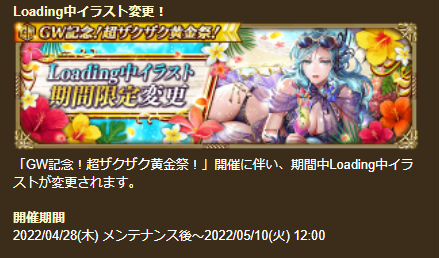 Loading中イラスト変更！
GW記念！超ザクザク黄金祭！
Loading中イラスト
期間限定変更
「GW記念！超ザクザク黄金祭！」開催に伴い、期間中Loading中イラ
ストが変更されます。
開催期間
2022/04/28(木) メンテナンス後～2022/05/10(火) 12:00